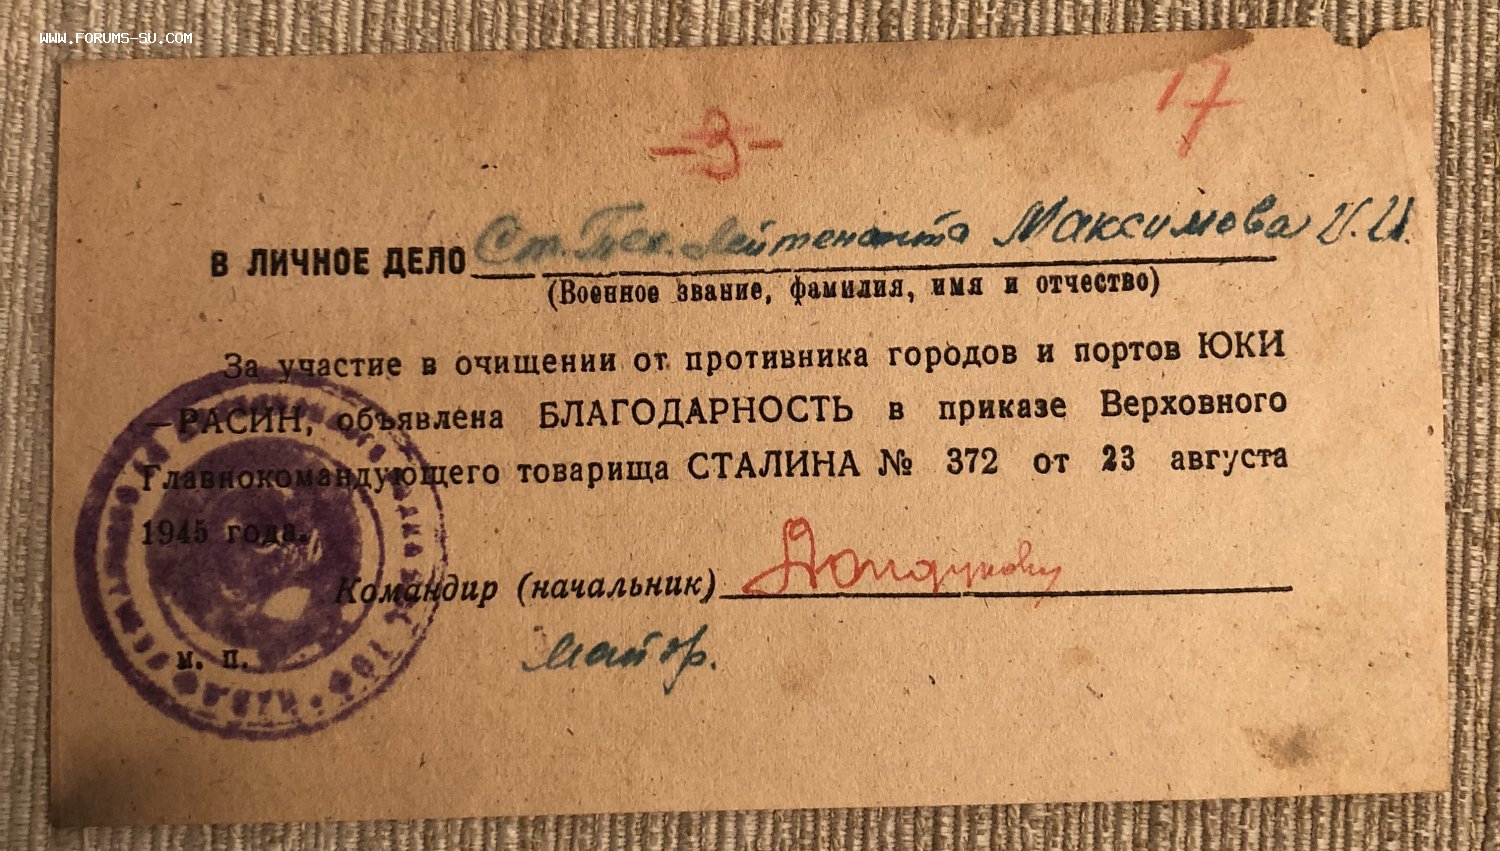 WWW.FORUMS-SU.COM
17
-3-
В ЛИЧНОЕ ДЕЛО Ст. Тех. Лейтенанта Максимова И. И.
(Военное звание, фамилия, имя и отчество)
За участие в очищении от противника городов и портов ЮКИ
—РАСИН, объявлена БЛАГОДАРНОСТЬ в приказе Верховного
Главнокомандующего товарища СТАЛИНА № 372 от 23 августа
1945 года.
Командир (начальник)
майор.
м. п.